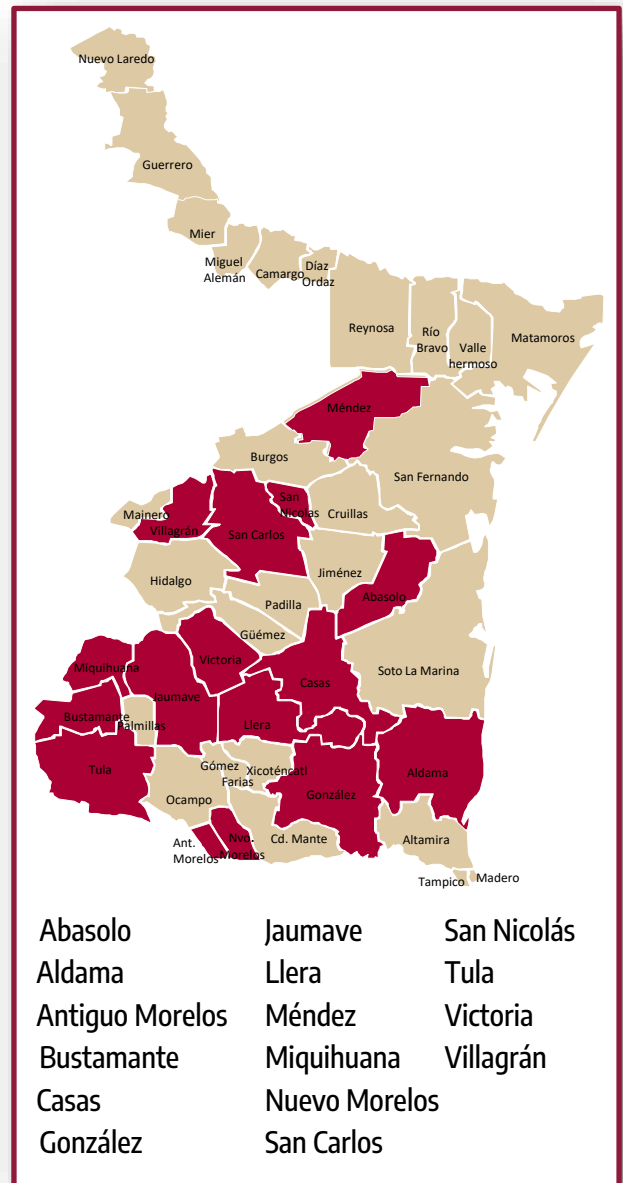 Nuevo Laredo
Guerrero
Mier
Miguel
Alemán
Camargo
Díaz
Ordaz
Reynosa
Río
Bravo
Valle
hermoso
Matamoros
Méndez
Burgos
San Fernando
San
Nicolas
Cruillas
Mainero
Villagrán
San Carlos
Hidalgo
Jiménez
Abasolo
Padilla
Güémez
Victoria
Miquihuana
Casas
Soto La Marina
Jaumave
Bustamante
Palmillas
Llera
Tula
Gómez
Farias
Xicoténcatl
Aldama
Ocampo
González
Ant.
Morelos
Nvo.
Morelos
Cd. Mante
Altamira
Tampico
Madero
Abasolo
Aldama
Antiguo Morelos
Bustamante
Casas
González
Jaumave
Llera
Méndez
Miquihuana
Nuevo Morelos
San Carlos
San Nicolás
Tula
Victoria
Villagrán